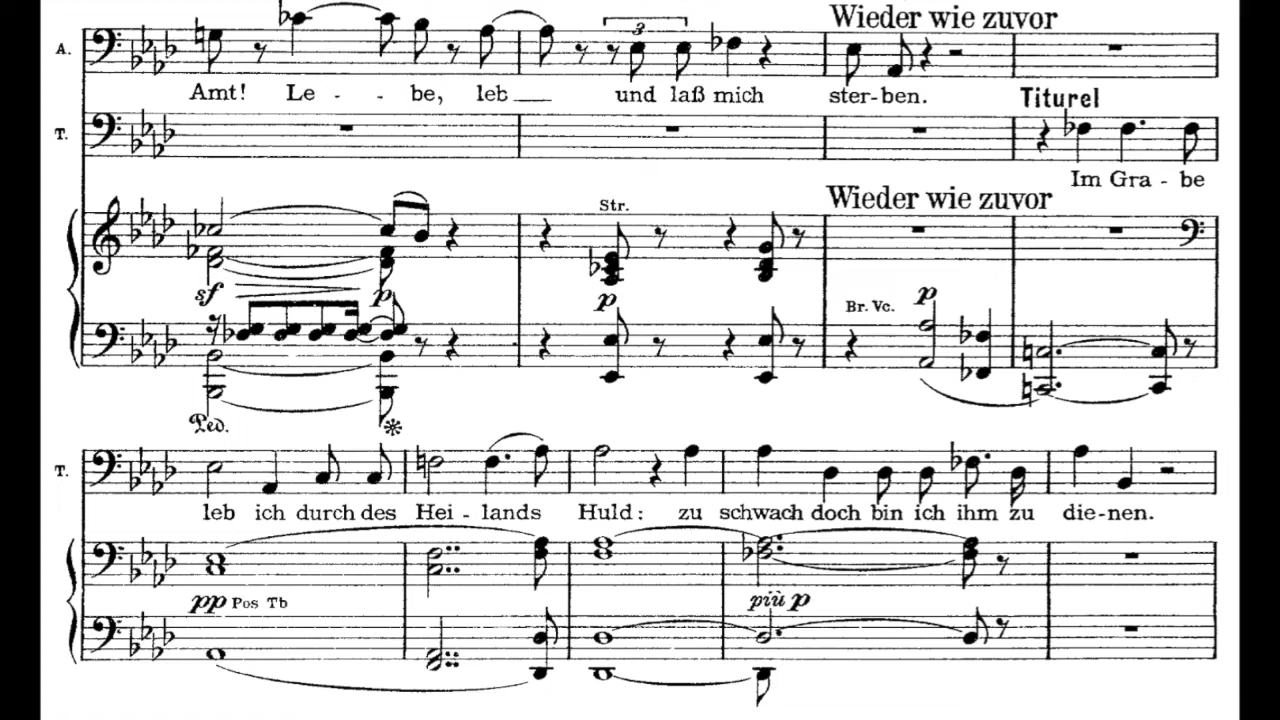 Wieder wie zuvor
A.
3
Amt! Le - - be, leb und laß mich ster-ben. Titurel
T.
Im Gra - be
Str.
Wieder wie zuvor
sf p p Br. Vc. p
Ped.
T.
leb ich durch des Hei - lands Huld: zu schwach doch bin ich ihm zu die-nen.
pp Pos Tb più p